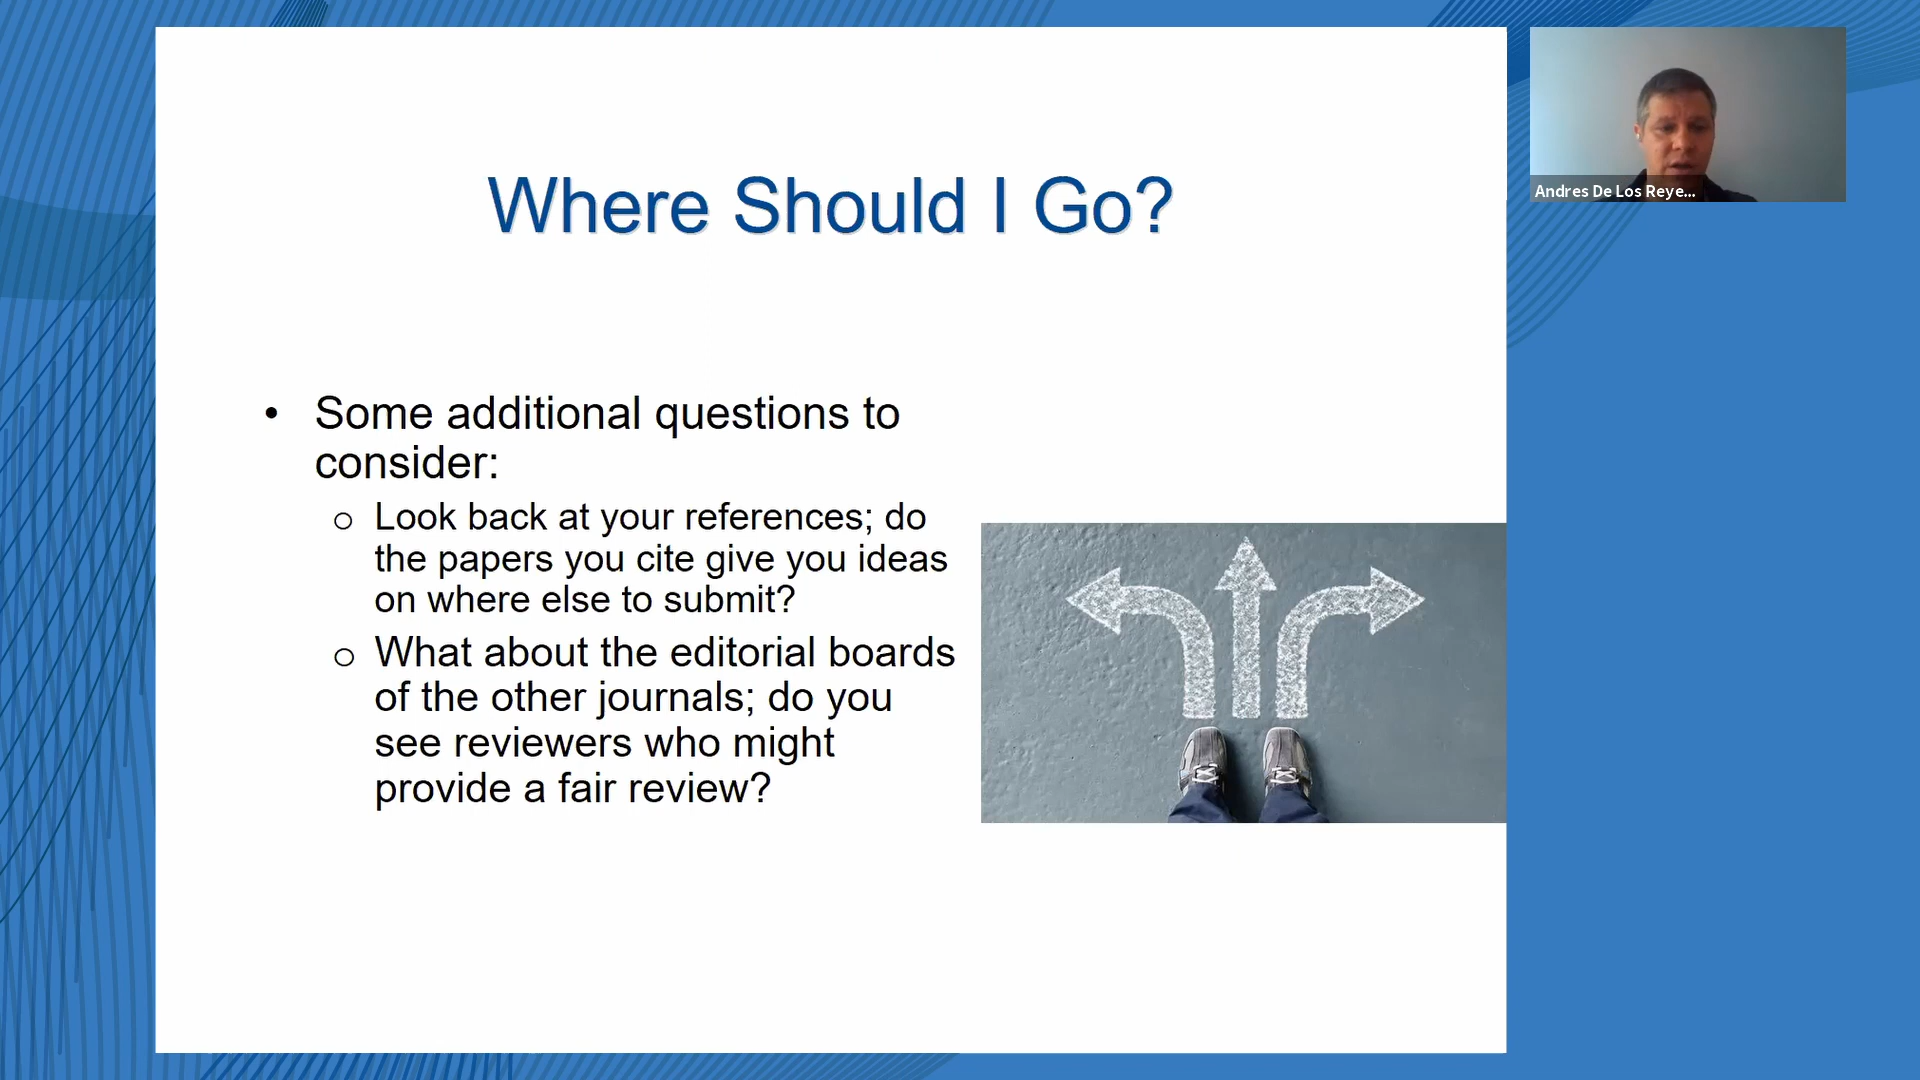 Where Should I Go?
• Some additional questions to
consider:
o Look back at your references; do
the papers you cite give you ideas
on where else to submit?
o What about the editorial boards
of the other journals; do you
see reviewers who might
provide a fair review?
Andres De Los Reye...